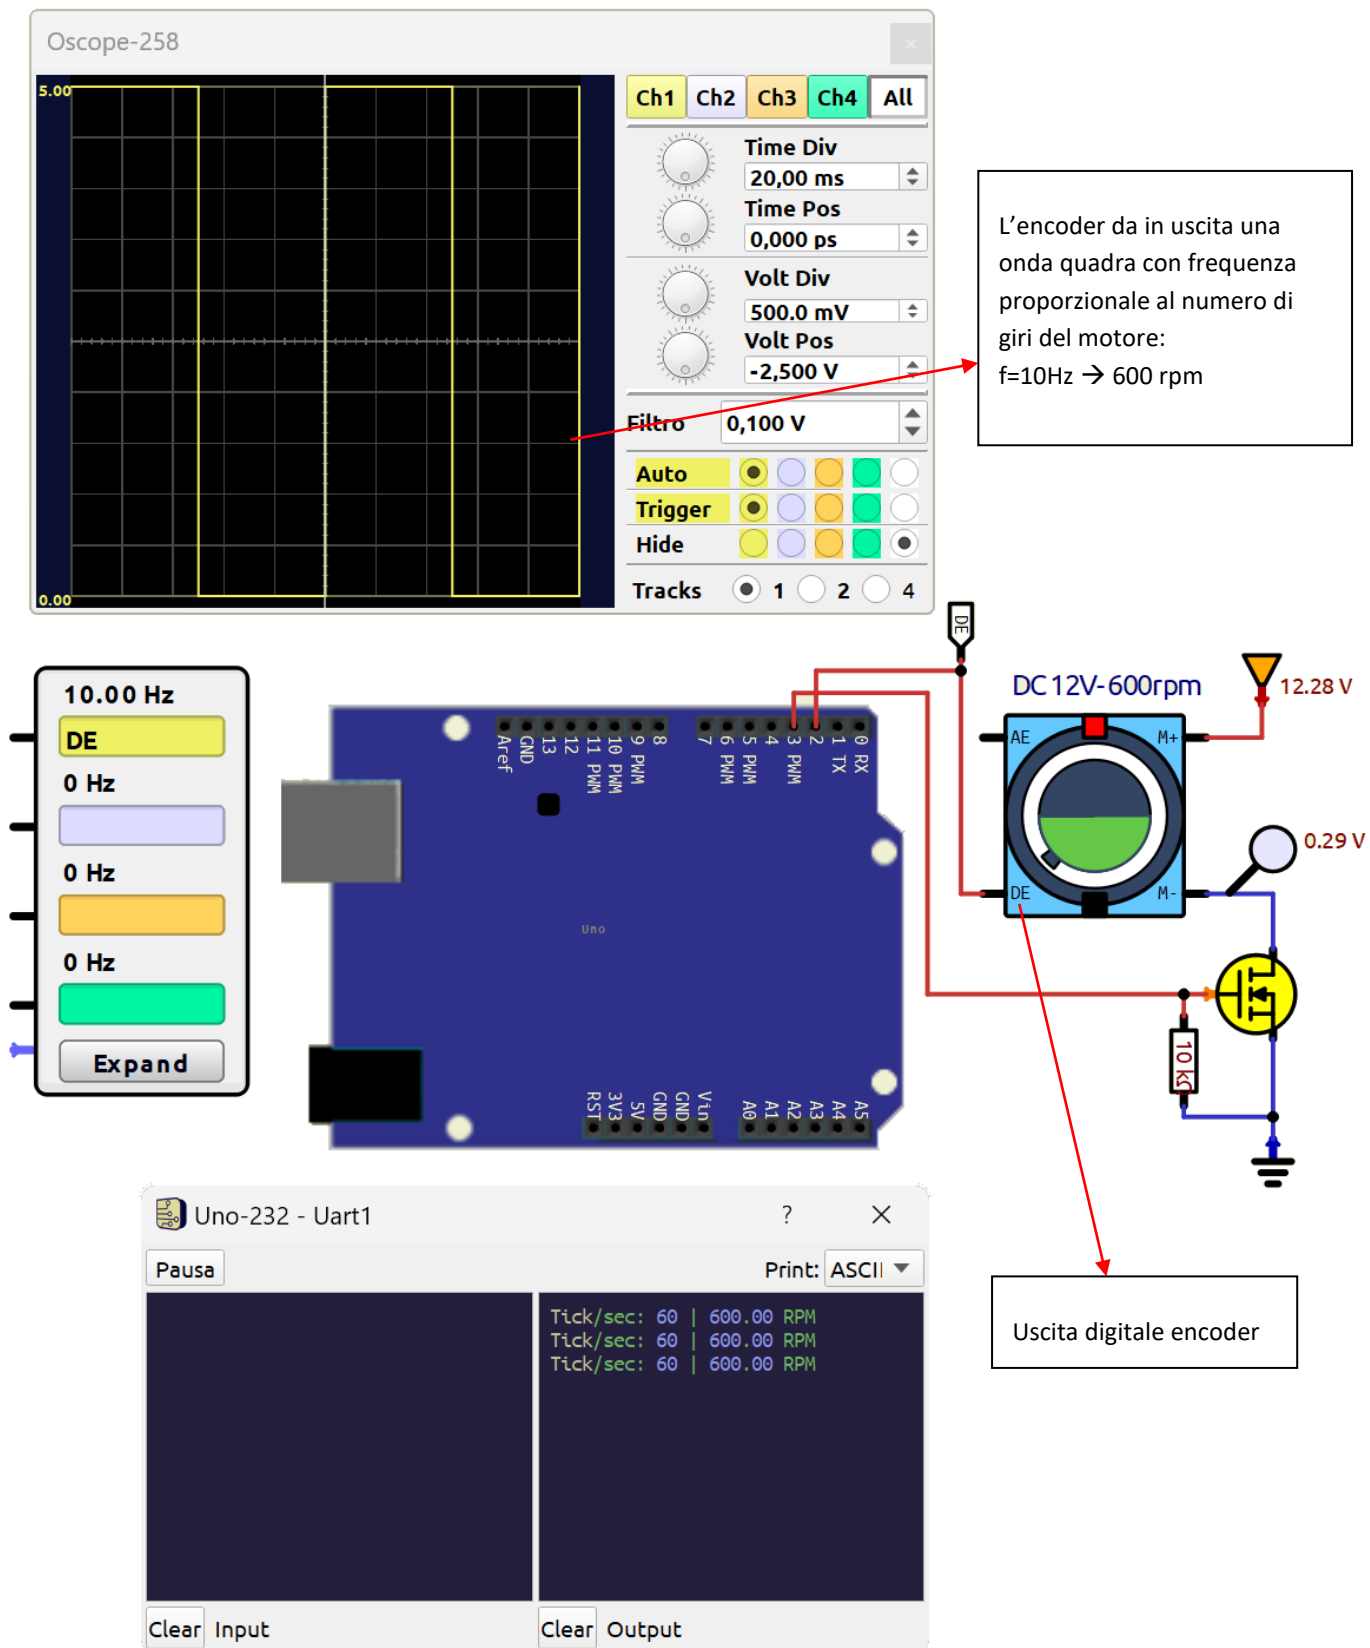 Oscope-258
5.00
0.00
Ch1 Ch2 Ch3 Ch4 All
Time Div
20,00 ms
Time Pos
0,000 ps
Volt Div
500.0 mV
Volt Pos
-2,500 V
Filtro 0,100 V
Auto
Trigger
Hide
Tracks 1 2 4
L'encoder da in uscita una
onda quadra con frequenza
proporzionale al numero di
giri del motore:
f=10Hz → 600 rpm
10.00 Hz
DE
0 Hz
0 Hz
0 Hz
Expand
Aref
GND
13
12
11 PWM
10 PWM
9 PWM
8
7
6 PWM
5 PWM
4
3 PWM
2
1 TX
0 RX
Uno
RST
3V3
5V
GND
GND
Vin
A0
A1
A2
A3
A4
A5
DE
DC 12V- 600rpm
12.28 V
AE M+
DE M-
0.29 V
10 kΩ
Uno-232 - Uart1 ? ×
Pausa Print: ASCII
Tick/sec: 60 | 600.00 RPM
Tick/sec: 60 | 600.00 RPM
Tick/sec: 60 | 600.00 RPM
Clear Input Clear Output
Uscita digitale encoder